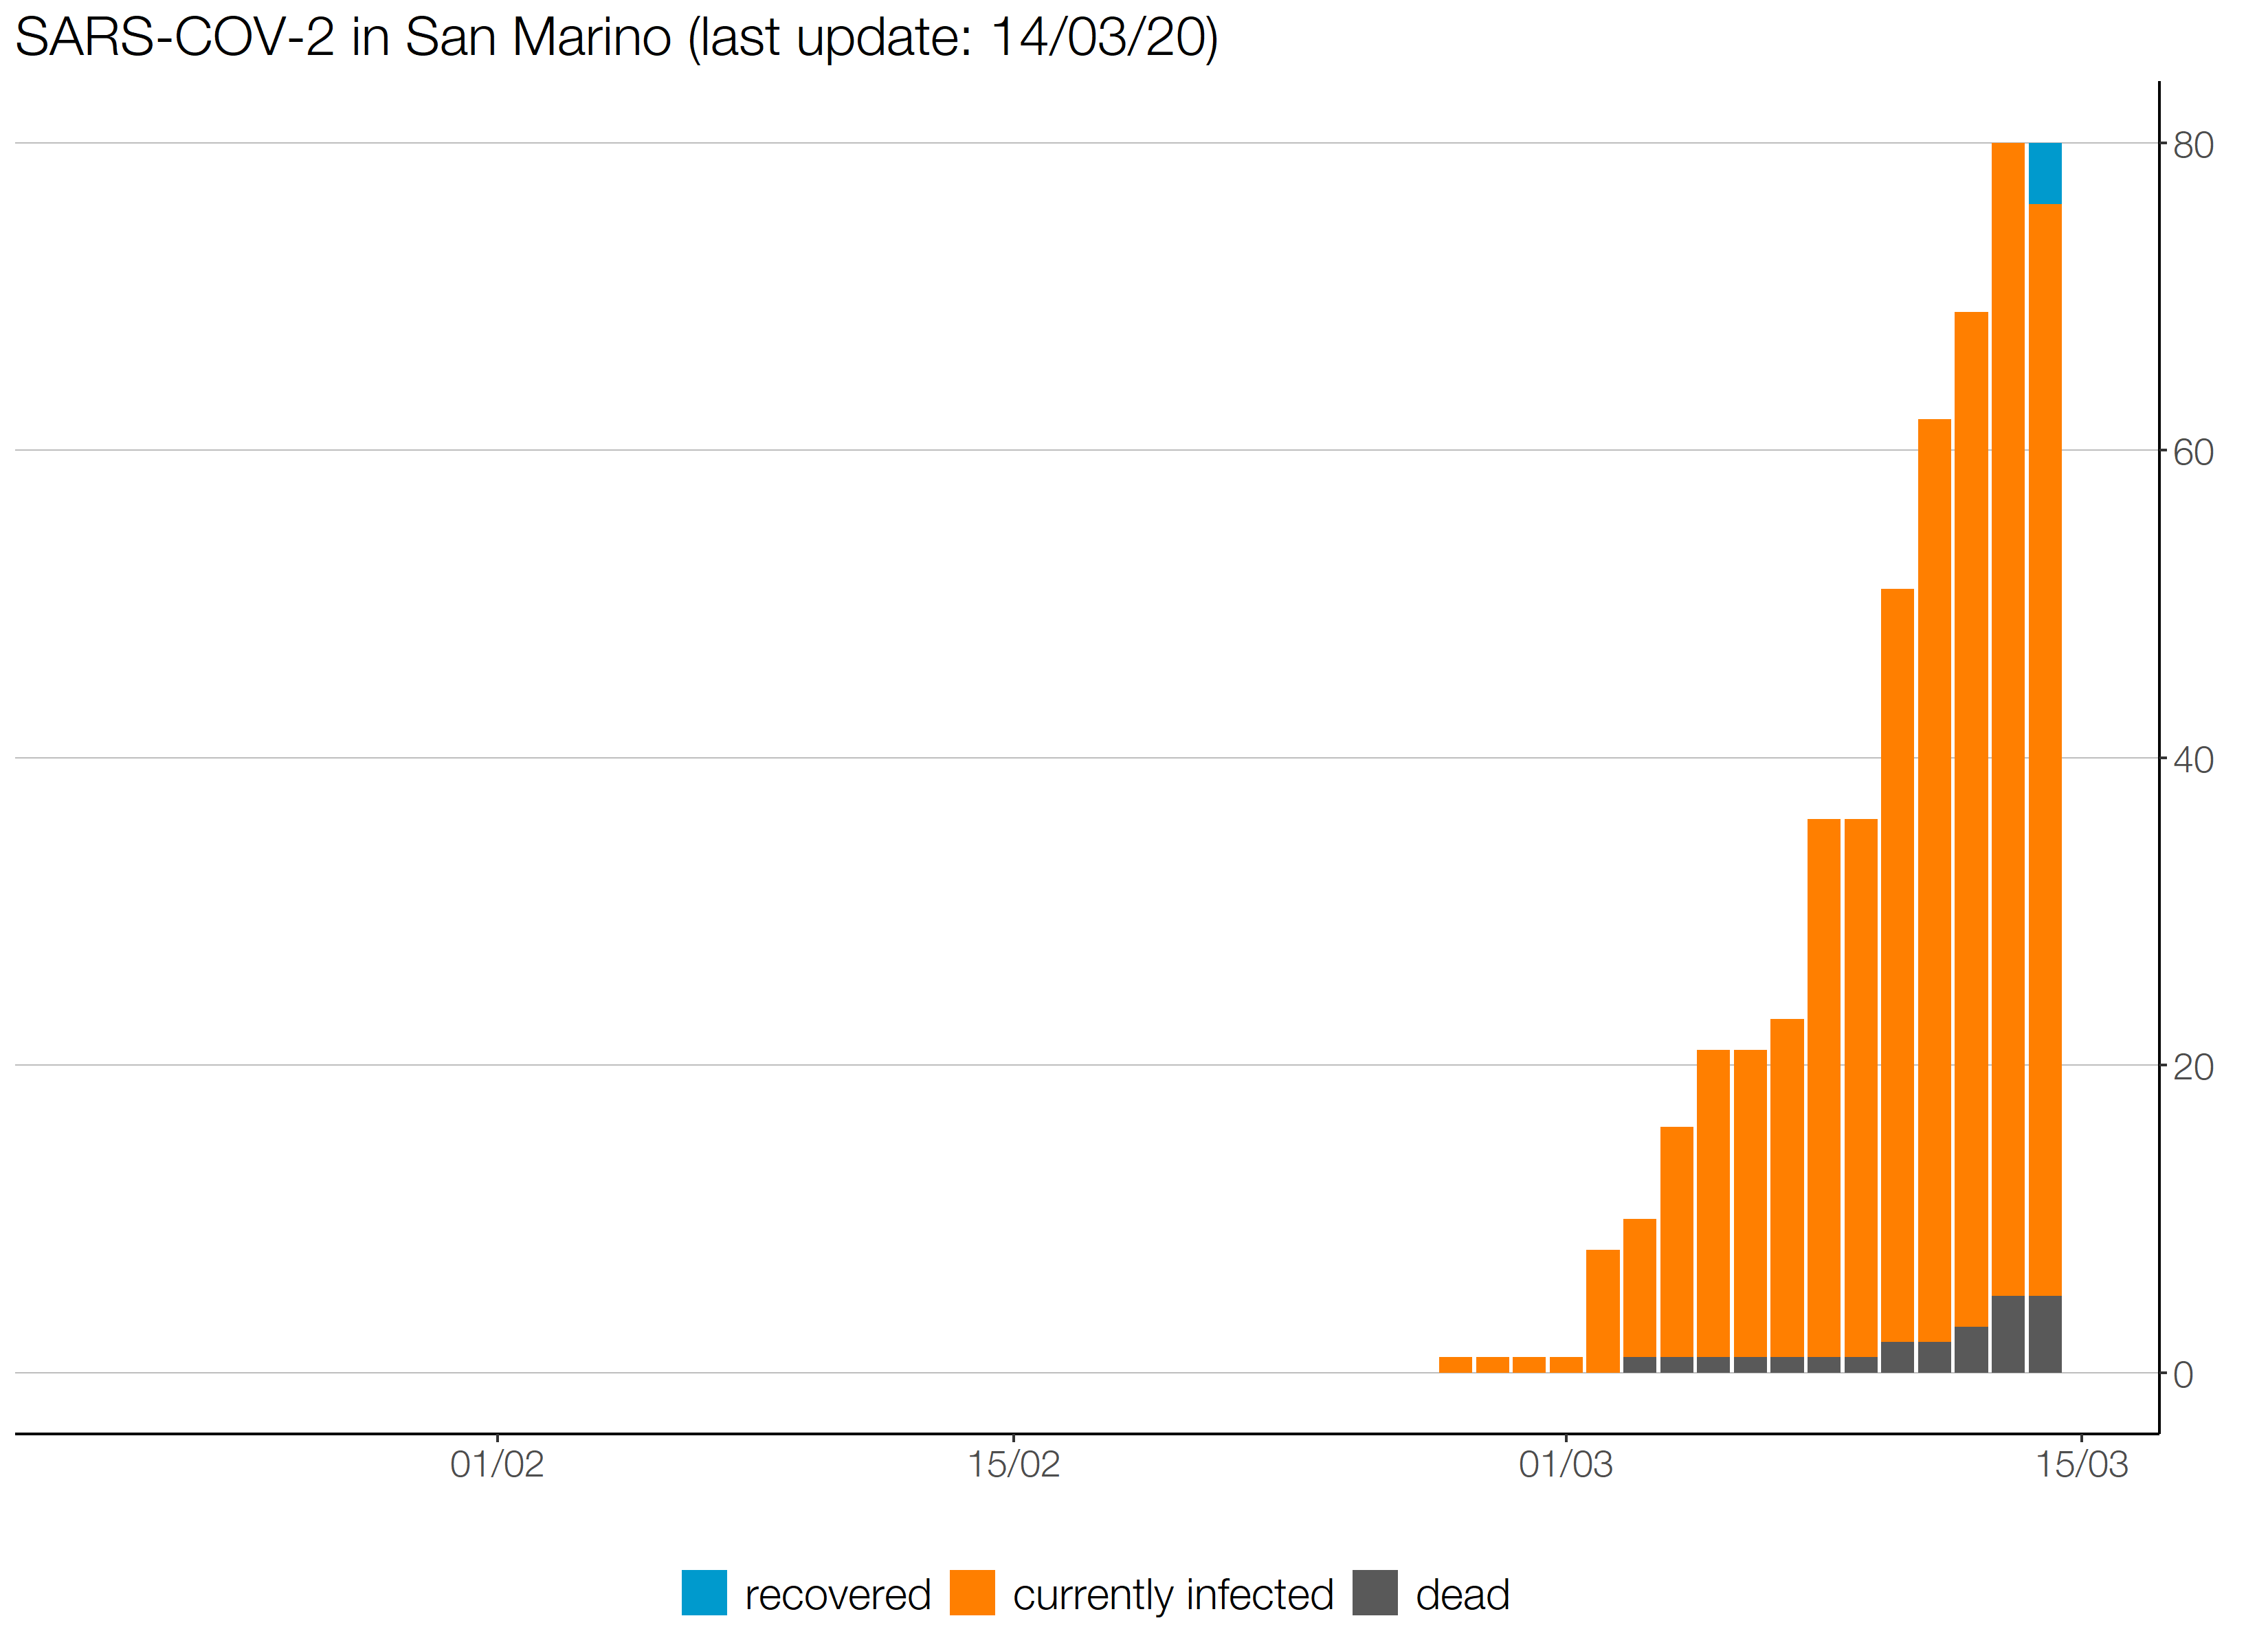 SARS-COV-2 in San Marino (last update: 14/03/20)
80
60
40
20
0
01/02 15/02 01/03 15/03
recovered currently infected dead